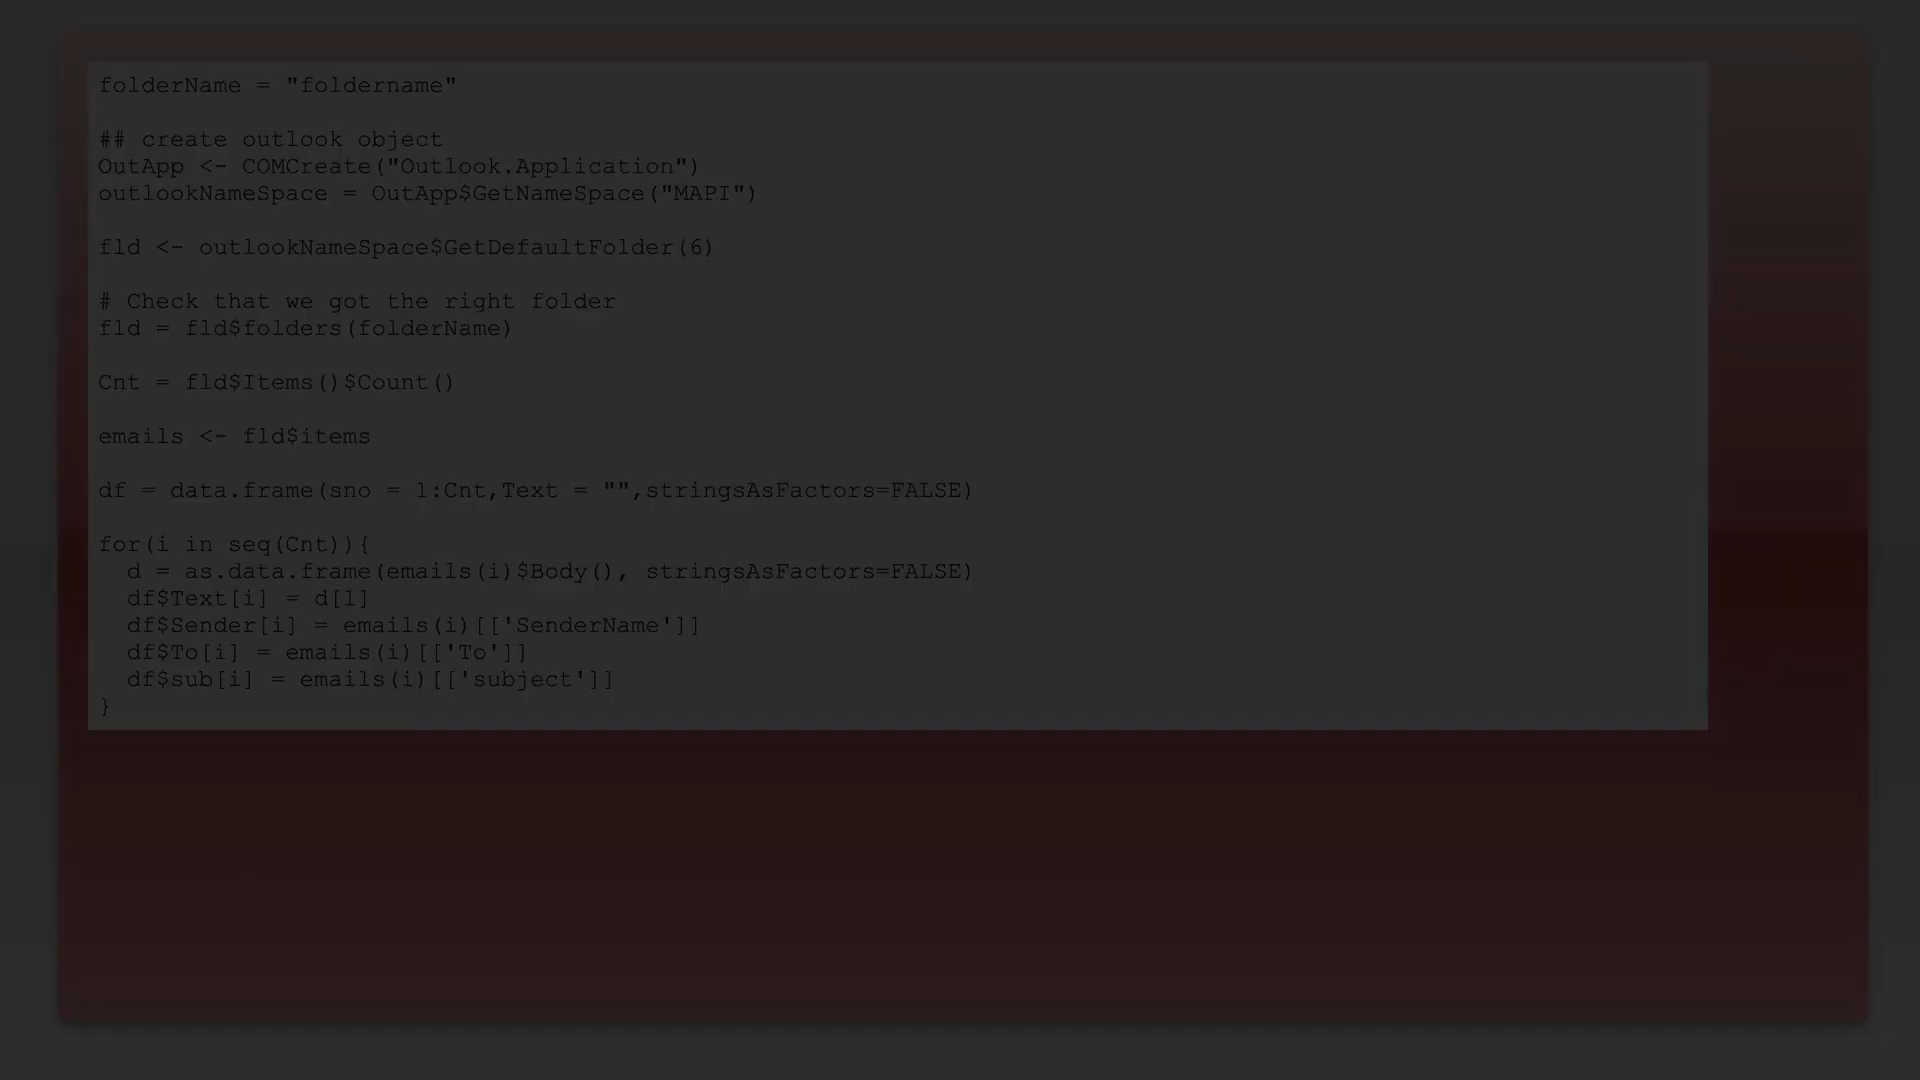 folderName = "foldername"
## create outlook object
OutApp <- COMCreate("Outlook.Application")
outlookNameSpace = OutApp$GetNameSpace("MAPI")
fld <- outlookNameSpace$GetDefaultFolder(6)
# Check that we got the right folder
fld = fld$folders(folderName)
Cnt = fld$Items()$Count()
emails <- fld$items
df = data.frame(sno = 1:Cnt,Text = "",stringsAsFactors=FALSE)
for(i in seq(Cnt)){
  d = as.data.frame(emails(i)$Body(), stringsAsFactors=FALSE)
  df$Text[i] = d[1]
  df$Sender[i] = emails(i)[['SenderName']]
  df$To[i] = emails(i)[['To']]
  df$sub[i] = emails(i)[['subject']]
}